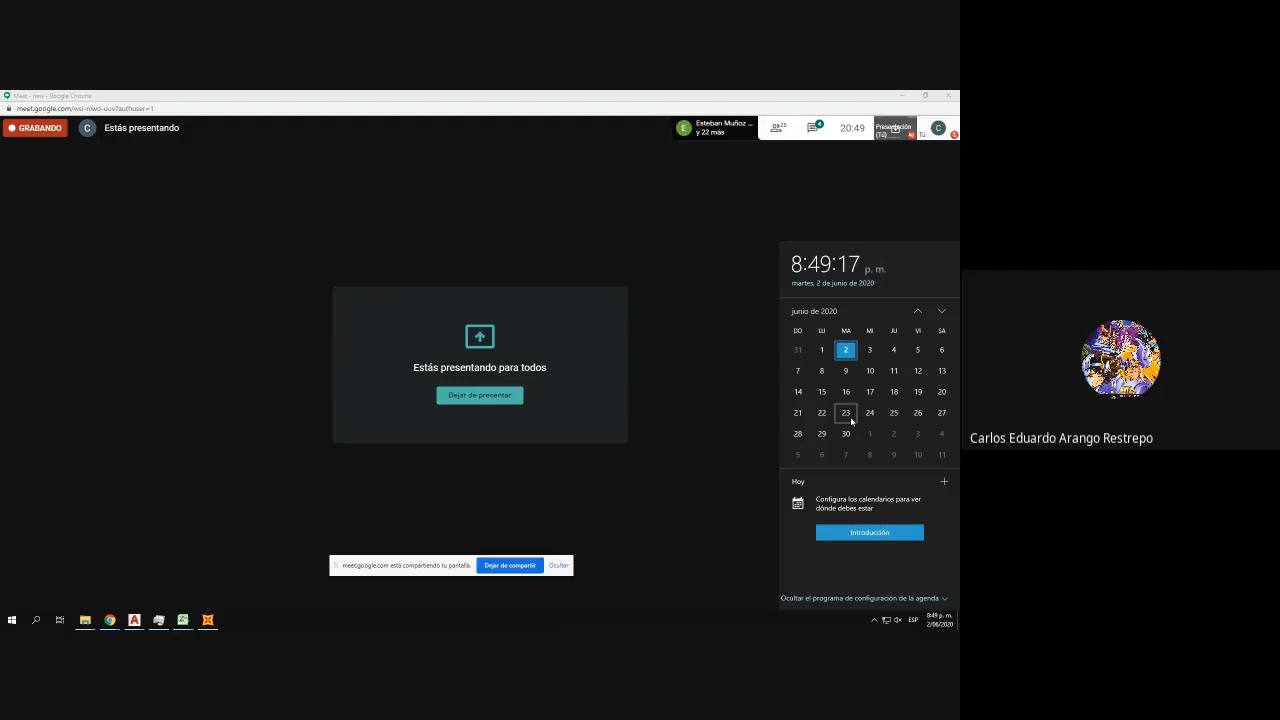 Meet - new - Google Chrome
meet.google.com/wsi-niwo-uuv?authuser=1
GRABANDO
C
Estás presentando
E
Esteban Muñoz ...
y 22 más
25
4
20:49
Presentación
(Tú)
Tú
C
8:49:17 p. m.
martes, 2 de junio de 2020
junio de 2020
DO LU MA MI JU VI SA
31 1 2 3 4 5 6
7 8 9 10 11 12 13
14 15 16 17 18 19 20
21 22 23 24 25 26 27
28 29 30 1 2 3 4
5 6 7 8 9 10 11
Estás presentando para todos
Dejar de presentar
Carlos Eduardo Arango Restrepo
Hoy
Configura los calendarios para ver
dónde debes estar
Introducción
meet.google.com está compartiendo tu pantalla.
Dejar de compartir
Ocultar
Ocultar el programa de configuración de la agenda
A
ESP
8:49 p. m.
2/06/2020